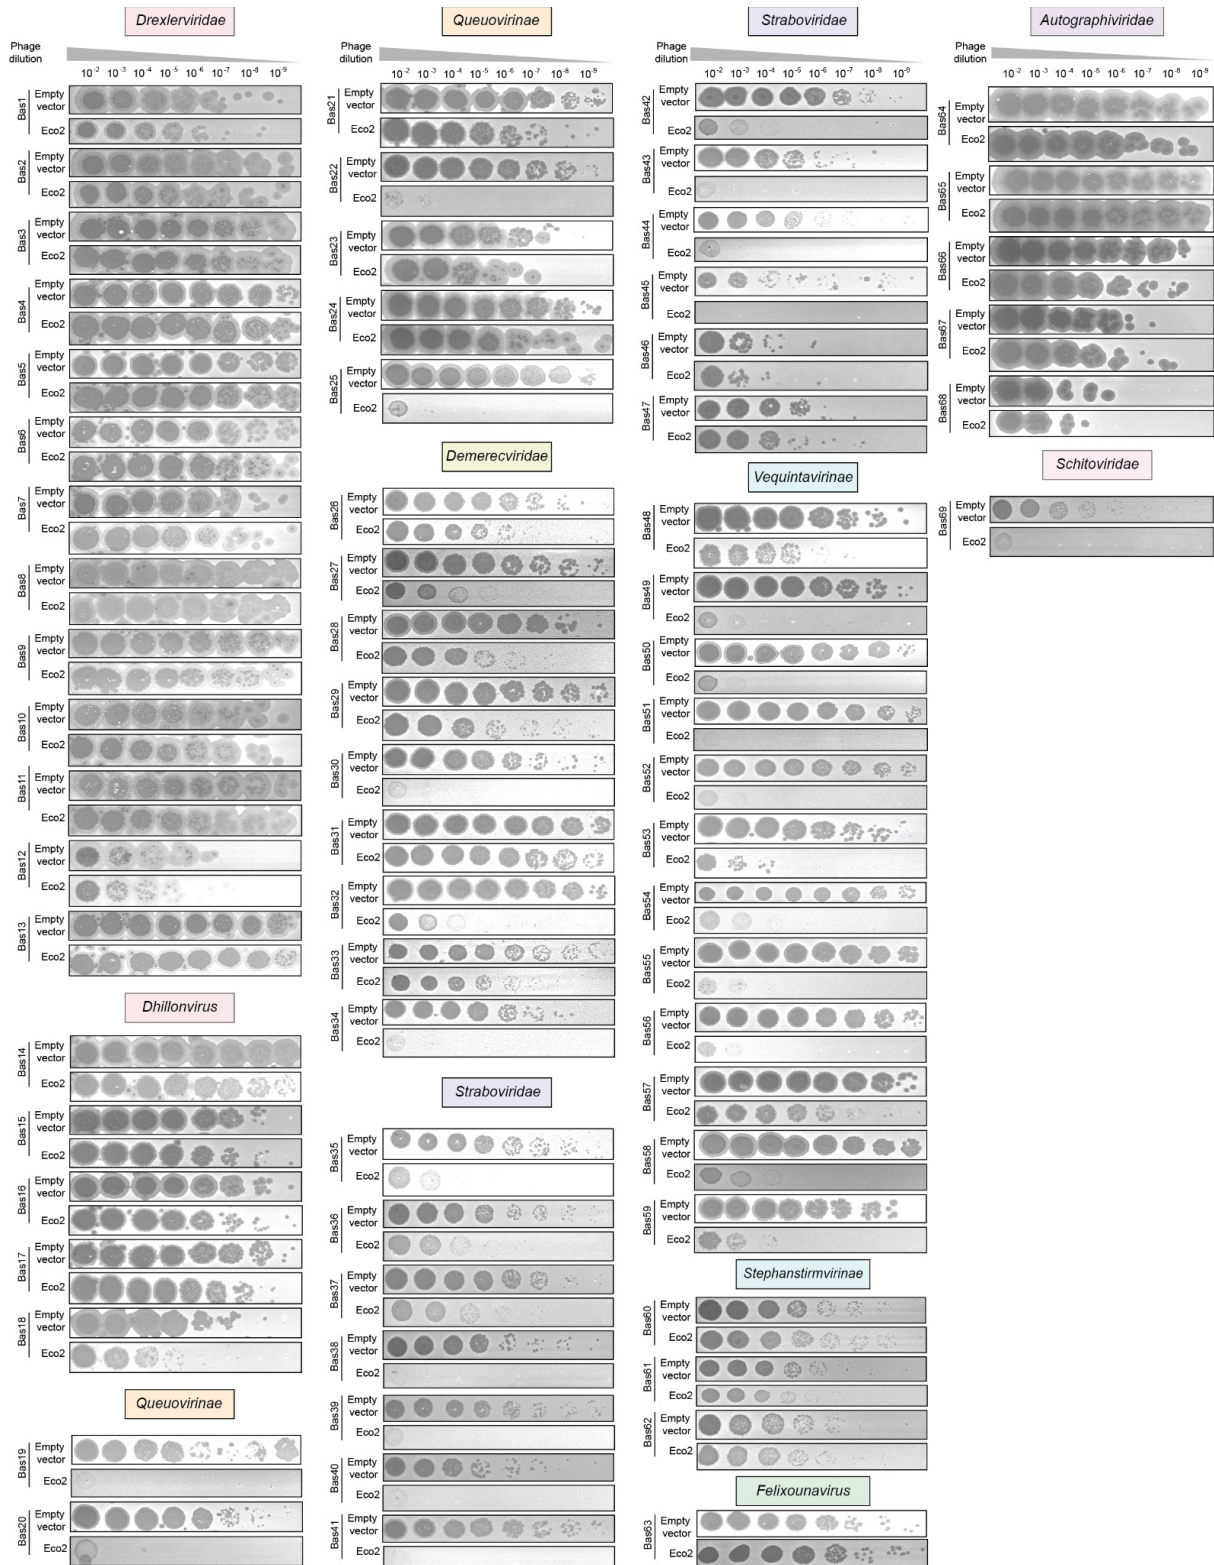 Drexlerviridae
Phage
dilution
10-2 10-3 10-4 10-5 10-6 10-7 10-8 10-9
Bas1
Empty
vector
Eco2
Bas2
Empty
vector
Eco2
Bas3
Empty
vector
Eco2
Bas4
Empty
vector
Eco2
Bas5
Empty
vector
Eco2
Bas6
Empty
vector
Eco2
Bas7
Empty
vector
Eco2
Bas8
Empty
vector
Eco2
Bas9
Empty
vector
Eco2
Bas10
Empty
vector
Eco2
Bas11
Empty
vector
Eco2
Bas12
Empty
vector
Eco2
Bas13
Empty
vector
Eco2
Dhillonvirus
Bas14
Empty
vector
Eco2
Bas15
Empty
vector
Eco2
Bas16
Empty
vector
Eco2
Bas17
Empty
vector
Eco2
Bas18
Empty
vector
Eco2
Queuovirinae
Bas19
Empty
vector
Eco2
Bas20
Empty
vector
Eco2
Queuovirinae
Phage
dilution
10-2 10-3 10-4 10-5 10-6 10-7 10-8 10-9
Bas21
Empty
vector
Eco2
Bas22
Empty
vector
Eco2
Bas23
Empty
vector
Eco2
Bas24
Empty
vector
Eco2
Bas25
Empty
vector
Eco2
Demerecviridae
Bas26
Empty
vector
Eco2
Bas27
Empty
vector
Eco2
Bas28
Empty
vector
Eco2
Bas29
Empty
vector
Eco2
Bas30
Empty
vector
Eco2
Bas31
Empty
vector
Eco2
Bas32
Empty
vector
Eco2
Bas33
Empty
vector
Eco2
Bas34
Empty
vector
Eco2
Straboviridae
Bas35
Empty
vector
Eco2
Bas36
Empty
vector
Eco2
Bas37
Empty
vector
Eco2
Bas38
Empty
vector
Eco2
Bas39
Empty
vector
Eco2
Bas40
Empty
vector
Eco2
Bas41
Empty
vector
Eco2
Straboviridae
Phage
dilution
10-2 10-3 10-4 10-5 10-6 10-7 10-8 10-9
Bas42
Empty
vector
Eco2
Bas43
Empty
vector
Eco2
Bas44
Empty
vector
Eco2
Bas45
Empty
vector
Eco2
Bas46
Empty
vector
Eco2
Bas47
Empty
vector
Eco2
Vequintavirinae
Bas48
Empty
vector
Eco2
Bas49
Empty
vector
Eco2
Bas50
Empty
vector
Eco2
Bas51
Empty
vector
Eco2
Bas52
Empty
vector
Eco2
Bas53
Empty
vector
Eco2
Bas54
Empty
vector
Eco2
Bas55
Empty
vector
Eco2
Bas56
Empty
vector
Eco2
Bas57
Empty
vector
Eco2
Bas58
Empty
vector
Eco2
Bas59
Empty
vector
Eco2
Stephanstirmvirinae
Bas60
Empty
vector
Eco2
Bas61
Empty
vector
Eco2
Bas62
Empty
vector
Eco2
Felixounavirus
Bas63
Empty
vector
Eco2
Autographiviridae
Phage
dilution
10-2 10-3 10-4 10-5 10-6 10-7 10-8 10-9
Bas64
Empty
vector
Eco2
Bas65
Empty
vector
Eco2
Bas66
Empty
vector
Eco2
Bas67
Empty
vector
Eco2
Bas68
Empty
vector
Eco2
Schitoviridae
Bas69
Empty
vector
Eco2